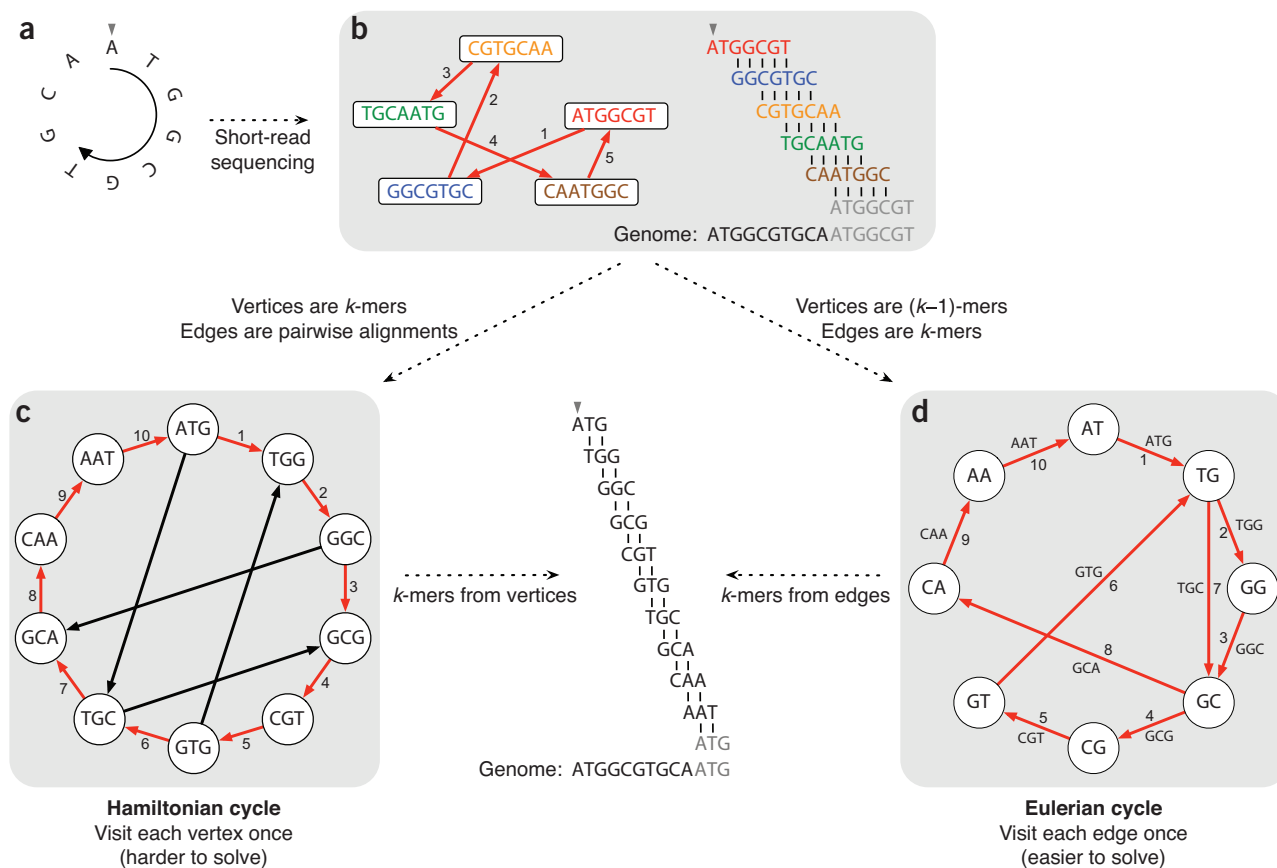 a
A
T
G
G
C
G
T
G
C
A
Short-read
sequencing
b
CGTGCAA
3
2
TGCAATG
ATGGCGT
1
4
5
GGCGTGC
CAATGGC
ATGGCGT
GGCGTGC
CGTGCAA
TGCAATG
CAATGGC
ATGGCGT
Genome: ATGGCGTGCAATGGCGT
Vertices are k-mers
Edges are pairwise alignments
Vertices are (k–1)-mers
Edges are k-mers
c
ATG
1
TGG
2
GGC
3
GCG
4
CGT
5
GTG
6
TGC
7
GCA
8
CAA
9
AAT
10
Hamiltonian cycle
Visit each vertex once
(harder to solve)
k-mers from vertices
ATG
TGG
GGC
GCG
CGT
GTG
TGC
GCA
CAA
AAT
ATG
Genome: ATGGCGTGCAATG
k-mers from edges
d
AT
ATG
1
TG
TGG
2
GG
3
GGC
GC
4
GCG
CG
5
CGT
GT
GTG
6
TGC 7
8
GCA
CA
CAA
9
AA
AAT
10
Eulerian cycle
Visit each edge once
(easier to solve)